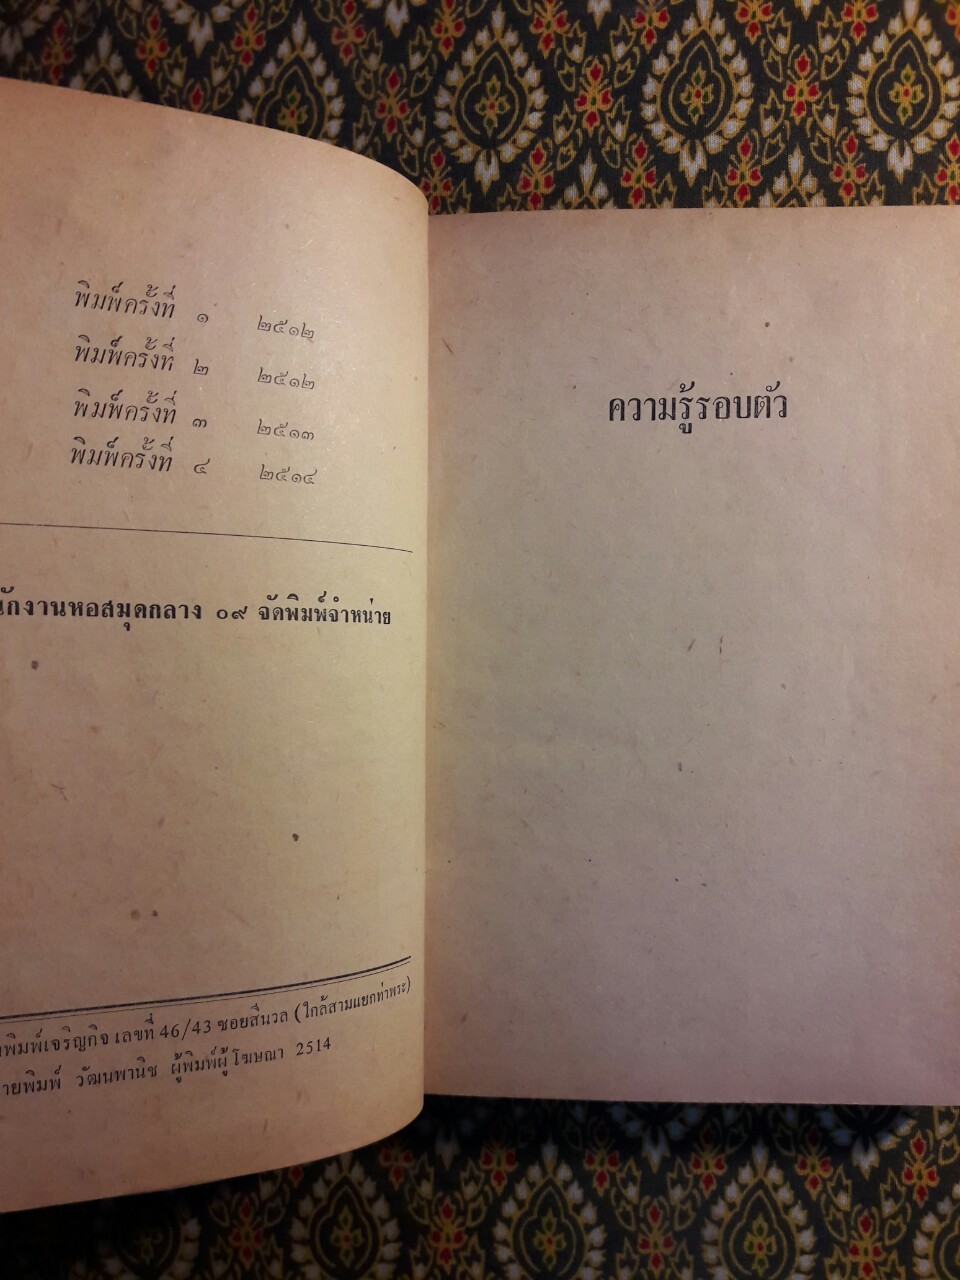 พิมพ์ครั้งที่ ๑ ๒๕๑๒
พิมพ์ครั้งที่ ๒ ๒๕๑๒
พิมพ์ครั้งที่ ๓ ๒๕๑๓
พิมพ์ครั้งที่ ๔ ๒๕๑๔
นักงานหอสมุดกลาง ๐๙ จัดพิมพ์จำหน่าย
พิมพ์เจริญกิจ เลขที่ 46/43 ซอยสีนวล (ใกล้สามแยกท่าพระ)
ายพิมพ์ วัฒนพานิช ผู้พิมพ์ผู้โฆษณา 2514
ความรู้รอบตัว